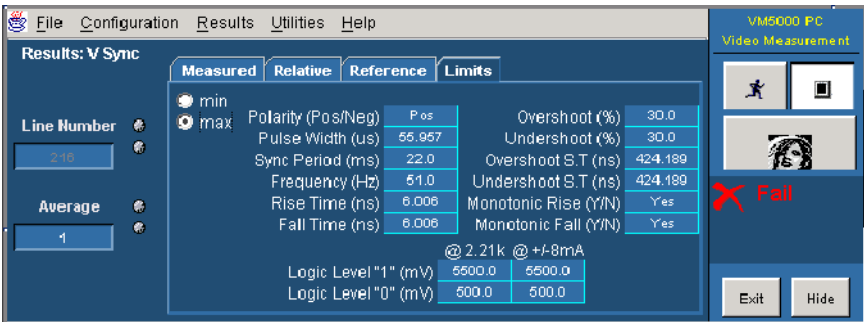 File Configuration Results Utilities Help
VM5000 PC
Video Measurement
Results: V Sync
Measured Relative Reference Limits
min
max
Line Number
216
Average
1
Polarity (Pos/Neg) Pos Overshoot (%) 30.0
Pulse Width (us) 55.957 Undershoot (%) 30.0
Sync Period (ms) 22.0 Overshoot S.T (ns) 424.189
Frequency (Hz) 51.0 Undershoot S.T (ns) 424.189
Rise Time (ns) 6.006 Monotonic Rise (Y/N) Yes
Fall Time (ns) 6.006 Monotonic Fall (Y/N) Yes
@ 2.21k @ +/-8mA
Logic Level "1" (mV) 5500.0 5500.0
Logic Level "0" (mV) 500.0 500.0
Fail
Exit Hide